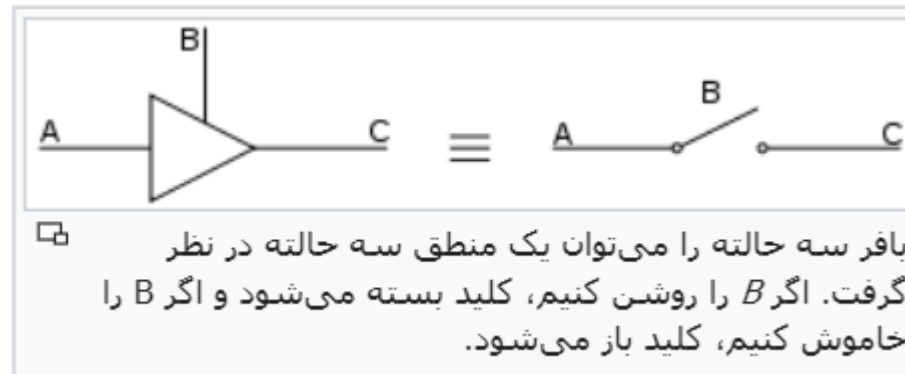 B
A C ≡ A B C
بافر سه حالته را می‌توان یک منطق سه حالته در نظر
گرفت. اگر B را روشن کنیم، کلید بسته می‌شود و اگر B را
خاموش کنیم، کلید باز می‌شود.